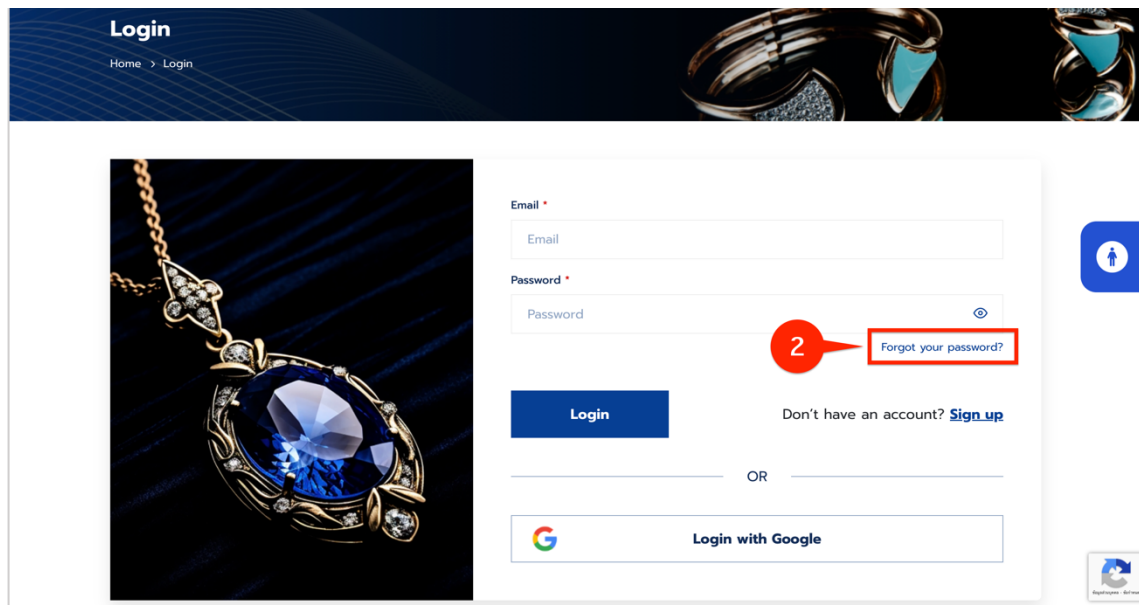 Login
Home > Login
Email *
Email
Password *
Password
2
Forgot your password?
Login
Don't have an account? Sign up
OR
Login with Google